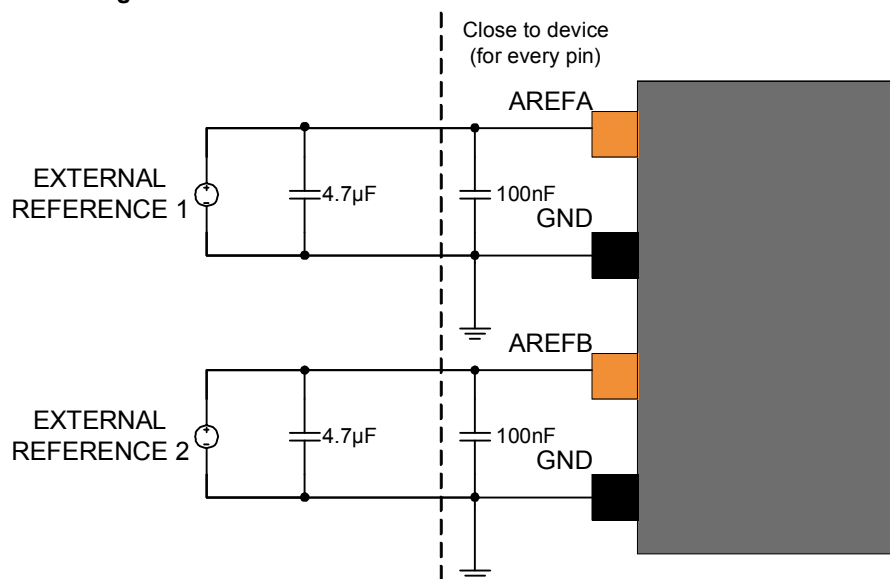 Close to device
(for every pin)
AREFA
EXTERNAL
REFERENCE 1
4.7µF
100nF
GND
AREFB
EXTERNAL
REFERENCE 2
4.7µF
100nF
GND